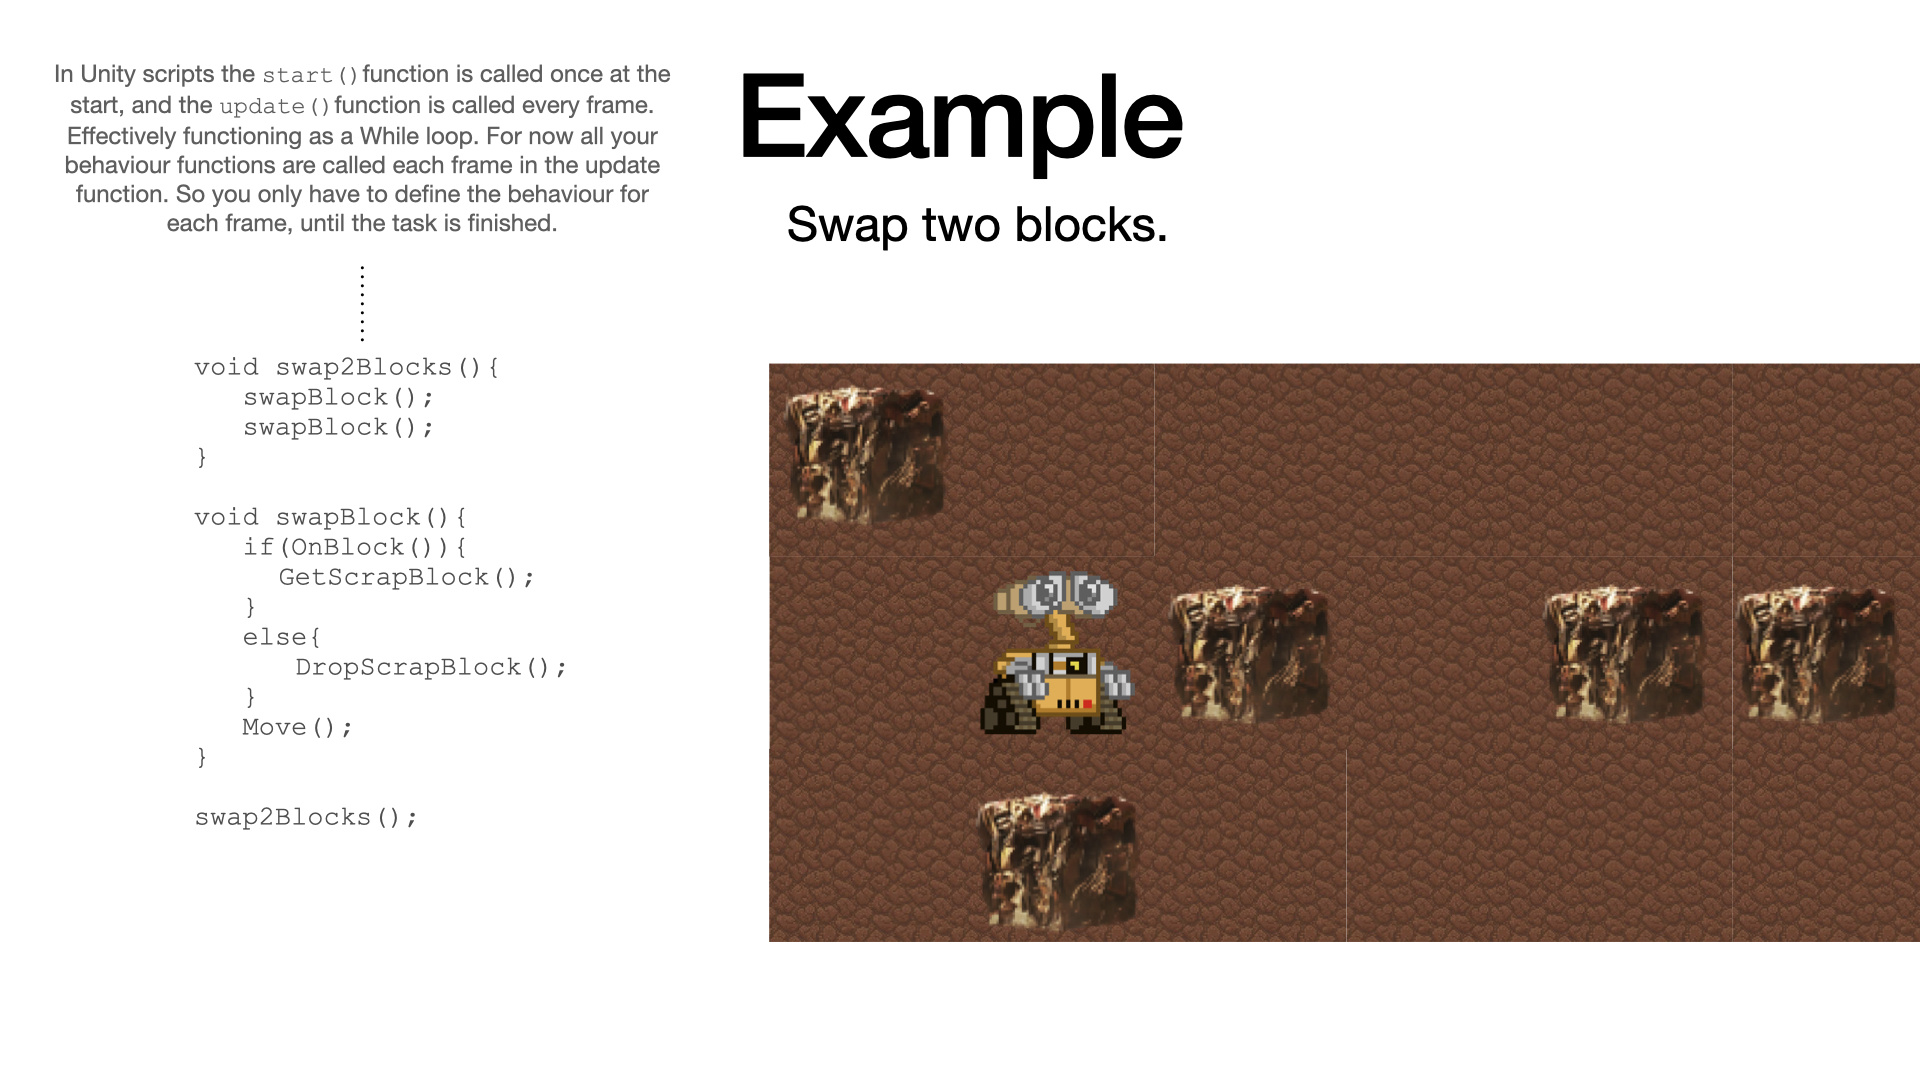 In Unity scripts the start()function is called once at the
start, and the update()function is called every frame.
Effectively functioning as a While loop. For now all your
behaviour functions are called each frame in the update
function. So you only have to define the behaviour for
each frame, until the task is finished.
Example
Swap two blocks.
void swap2Blocks(){
swapBlock();
swapBlock();
}
void swapBlock(){
if(OnBlock()){
GetScrapBlock();
}
else{
DropScrapBlock();
}
Move();
}
swap2Blocks();